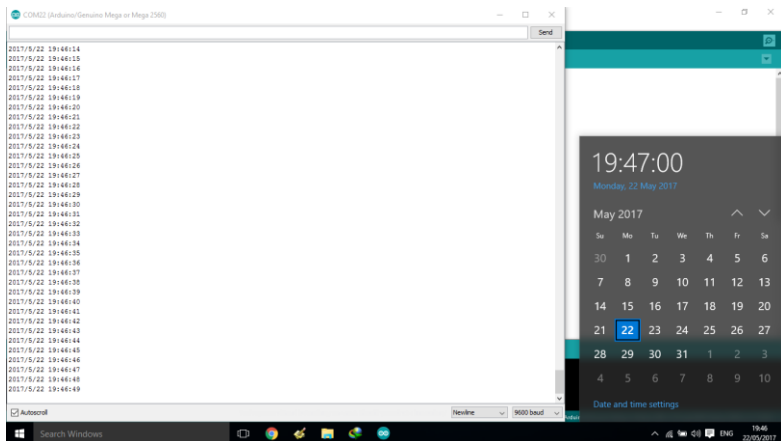 COM22 (Arduino/Genuino Mega or Mega 2560)
Send
2017/5/22 19:46:14
2017/5/22 19:46:15
2017/5/22 19:46:16
2017/5/22 19:46:17
2017/5/22 19:46:18
2017/5/22 19:46:19
2017/5/22 19:46:20
2017/5/22 19:46:21
2017/5/22 19:46:22
2017/5/22 19:46:23
2017/5/22 19:46:24
2017/5/22 19:46:25
2017/5/22 19:46:26
2017/5/22 19:46:27
2017/5/22 19:46:28
2017/5/22 19:46:29
2017/5/22 19:46:30
2017/5/22 19:46:31
2017/5/22 19:46:32
2017/5/22 19:46:33
2017/5/22 19:46:34
2017/5/22 19:46:35
2017/5/22 19:46:36
2017/5/22 19:46:37
2017/5/22 19:46:38
2017/5/22 19:46:39
2017/5/22 19:46:40
2017/5/22 19:46:41
2017/5/22 19:46:42
2017/5/22 19:46:43
2017/5/22 19:46:44
2017/5/22 19:46:45
2017/5/22 19:46:46
2017/5/22 19:46:47
2017/5/22 19:46:48
2017/5/22 19:46:49
Autoscroll
Newline
9600 baud
19:47:00
Monday, 22 May 2017
May 2017
Su Mo Tu We Th Fr Sa
30 1 2 3 4 5 6
7 8 9 10 11 12 13
14 15 16 17 18 19 20
21 22 23 24 25 26 27
28 29 30 31 1 2 3
4 5 6 7 8 9 10
Date and time settings
Search Windows
ENG
19:46
22/05/2017